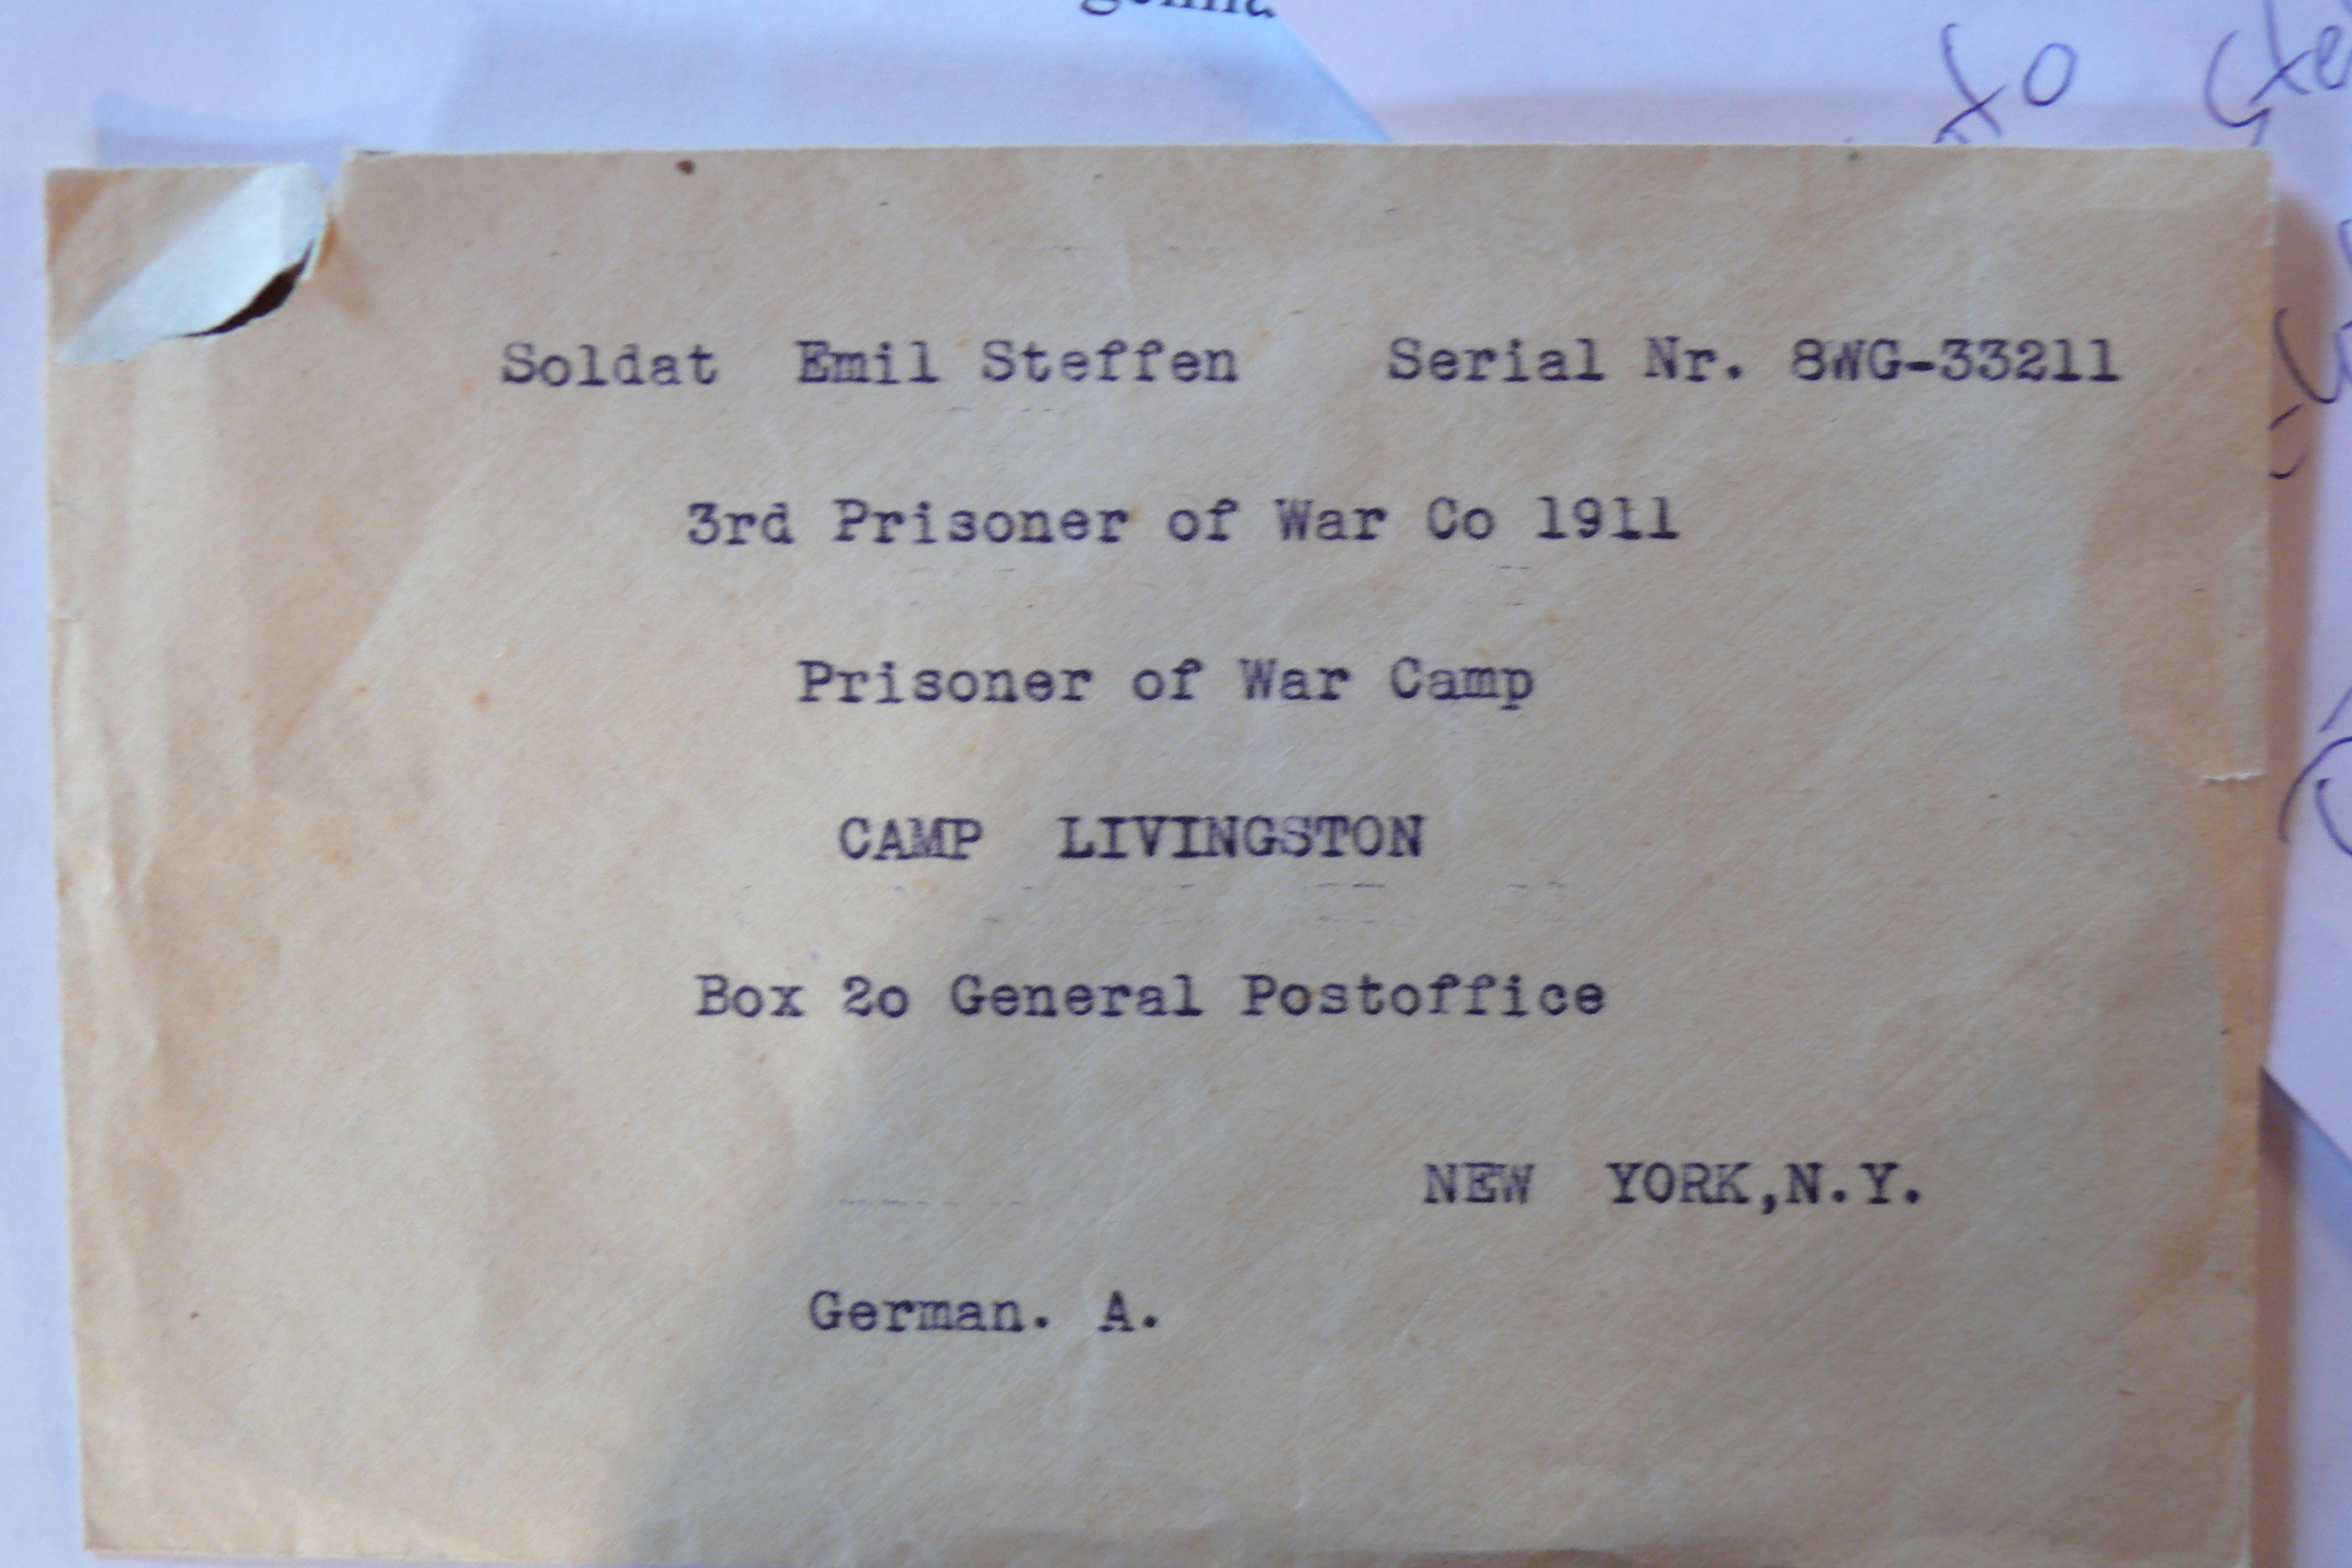 Soldat Emil Steffen Serial Nr. 8WG-33211
3rd Prisoner of War Co 1911
Prisoner of War Camp
CAMP LIVINGSTON
Box 2o General Postoffice
NEW YORK,N.Y.
German. A.